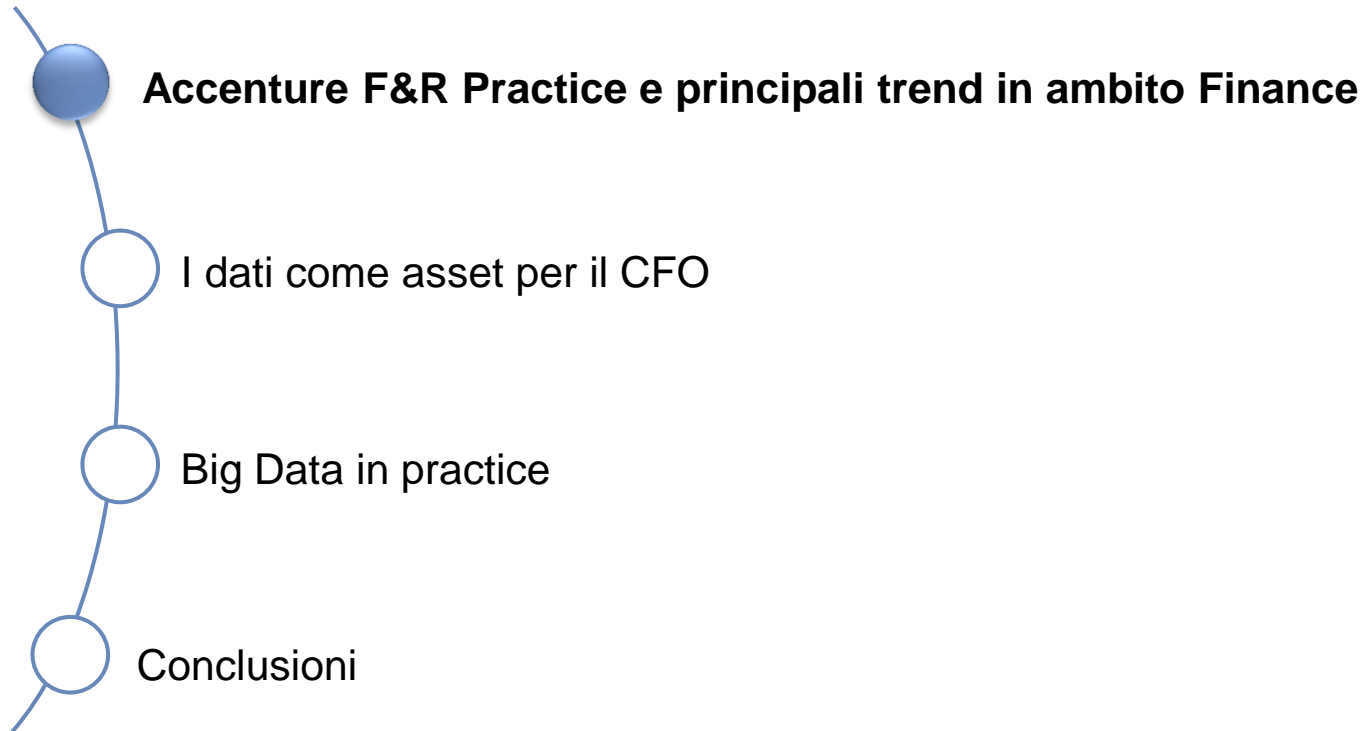 Accenture F&R Practice e principali trend in ambito Finance
I dati come asset per il CFO
Big Data in practice
Conclusioni